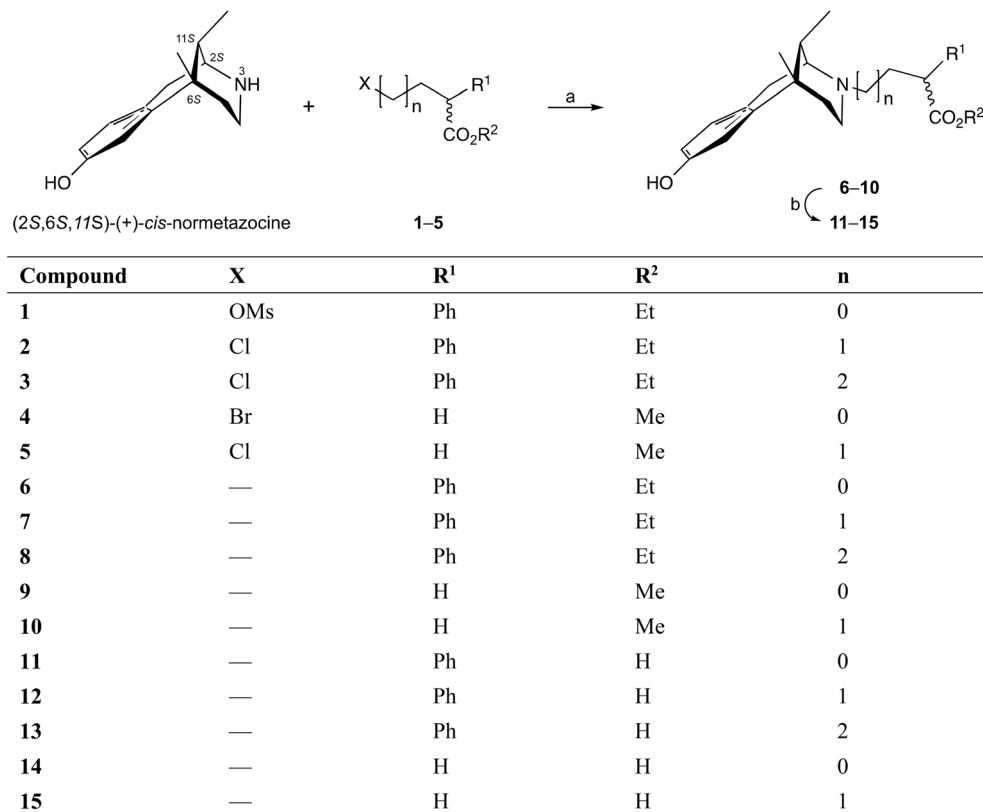 11S
2S
3
NH
6S
HO
(2S,6S,11S)-(+)-cis-normetazocine
+
X
n
R¹
CO₂R²
1–5
a
N
n
R¹
CO₂R²
HO
6–10
b
11–15
Compound X R¹ R² n
1 OMs Ph Et 0
2 Cl Ph Et 1
3 Cl Ph Et 2
4 Br H Me 0
5 Cl H Me 1
6 — Ph Et 0
7 — Ph Et 1
8 — Ph Et 2
9 — H Me 0
10 — H Me 1
11 — Ph H 0
12 — Ph H 1
13 — Ph H 2
14 — H H 0
15 — H H 1